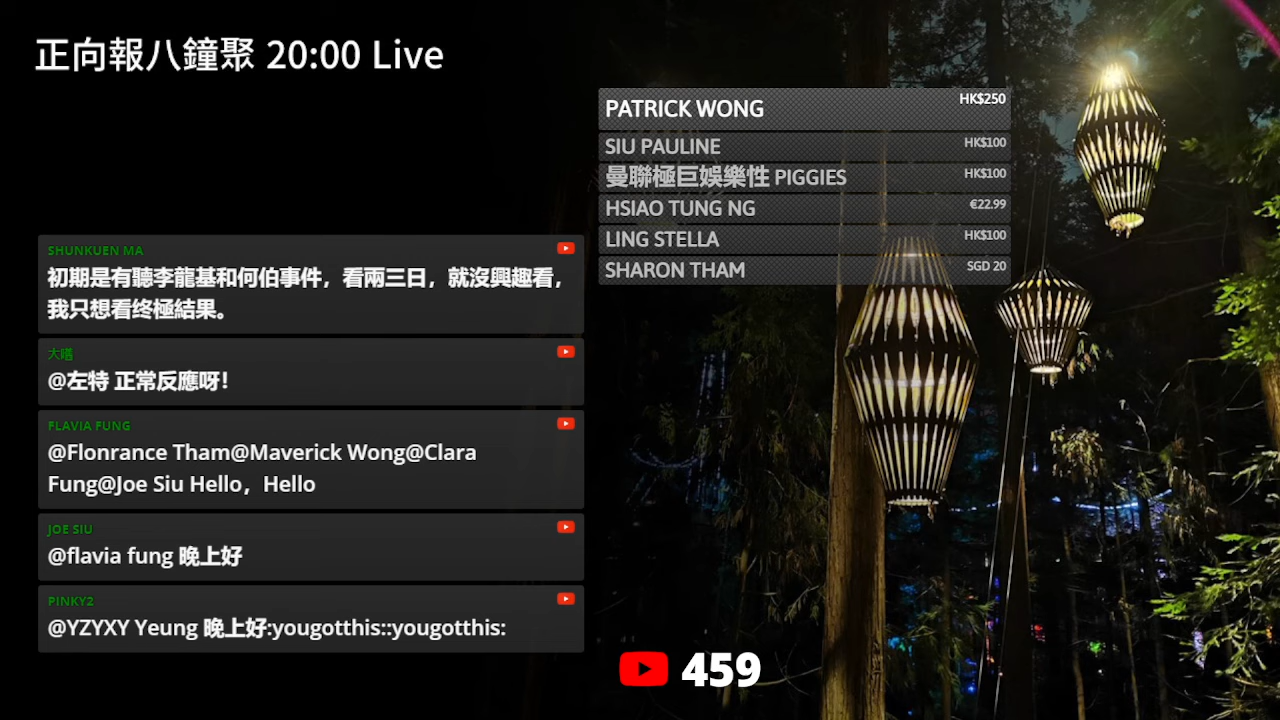 正向報八鐘聚 20:00 Live
PATRICK WONG HK$250
SIU PAULINE HK$100
曼聯極巨娛樂性 PIGGIES HK$100
HSIAO TUNG NG €22.99
LING STELLA HK$100
SHARON THAM SGD 20
SHUNKUEN MA
初期是有聽李龍基和何伯事件，看兩三日，就沒興趣看，
我只想看终極結果。
大嚿
@左特 正常反應呀！
FLAVIA FUNG
@Flonrance Tham@Maverick Wong@Clara
Fung@Joe Siu Hello，Hello
JOE SIU
@flavia fung 晚上好
PINKY2
@YZYXY Yeung 晚上好:yougotthis::yougotthis:
459